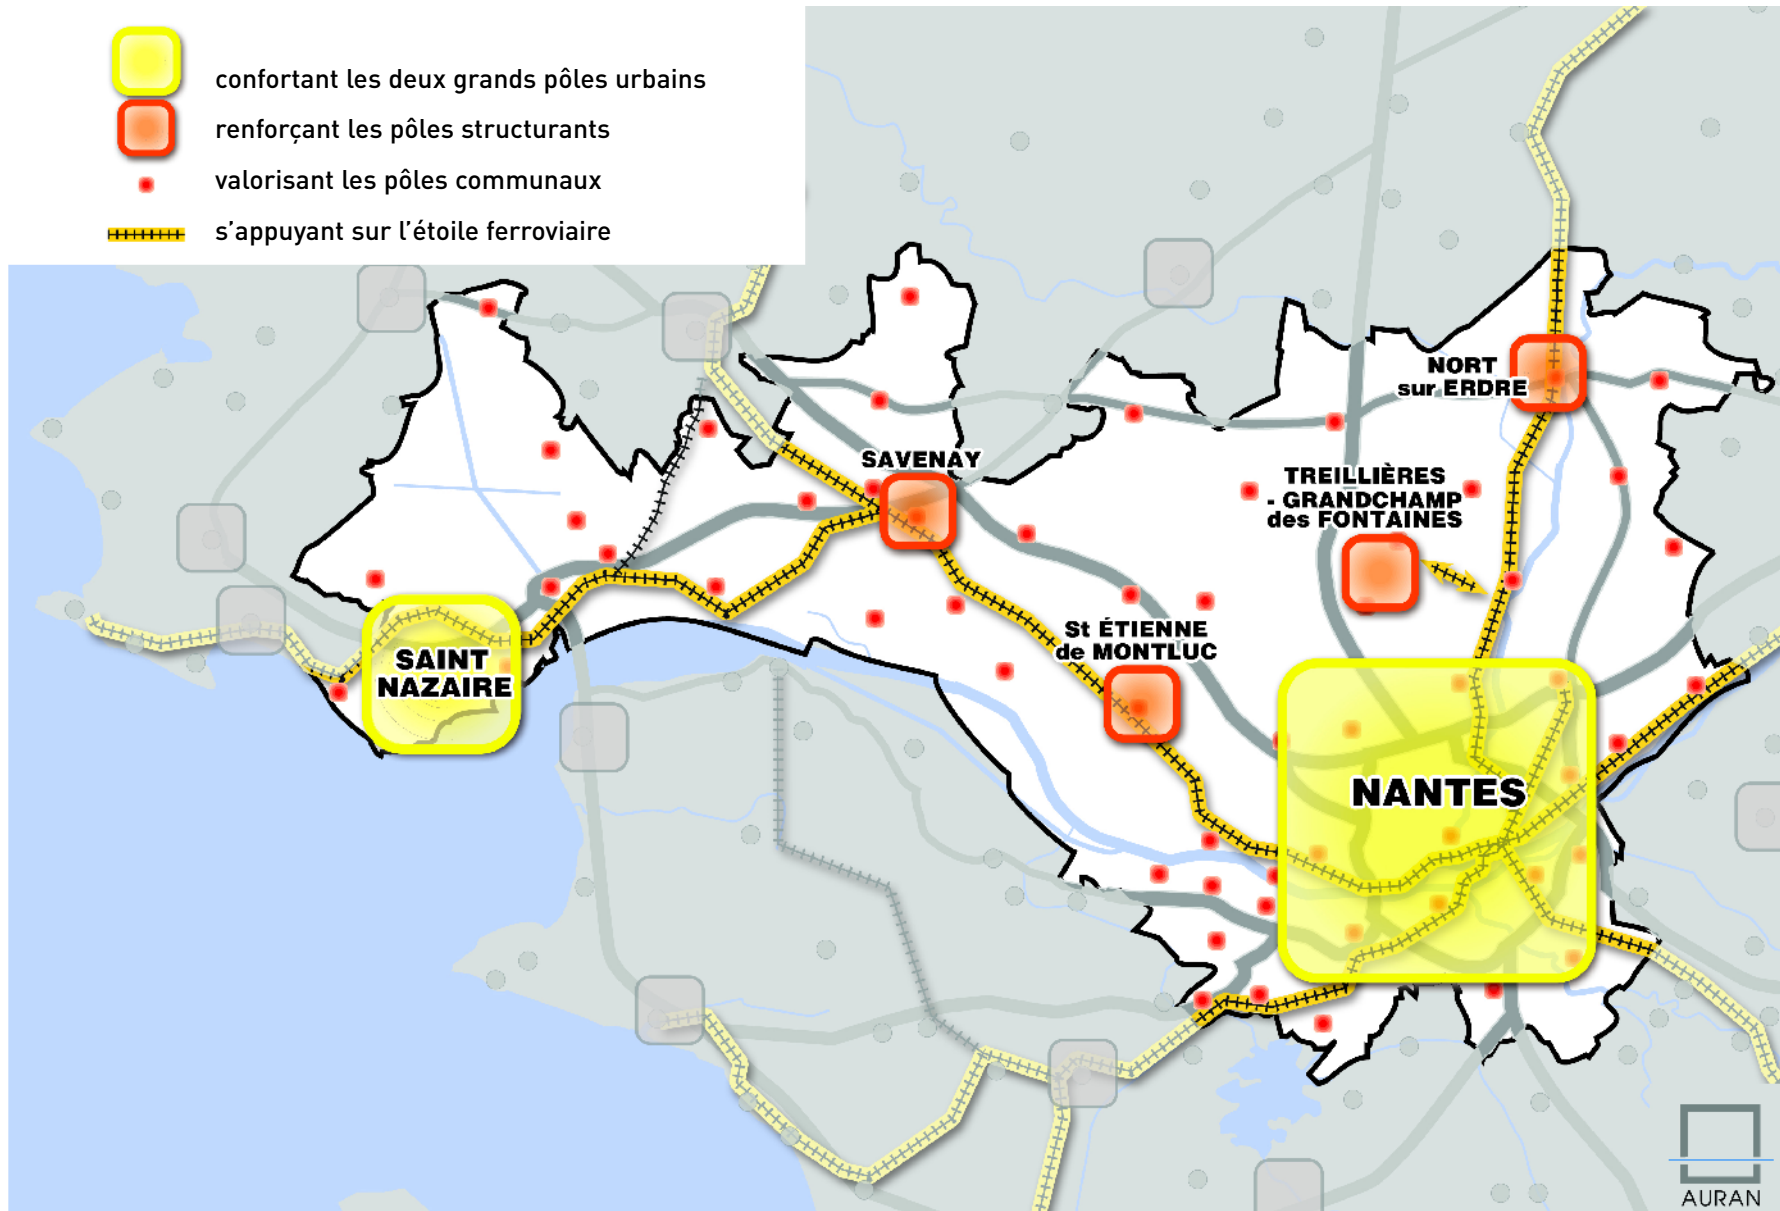 confortant les deux grands pôles urbains
renforçant les pôles structurants
valorisant les pôles communaux
s'appuyant sur l'étoile ferroviaire
NORT
sur ERDRE
SAVENAY
TREILLIÈRES
- GRANDCHAMP
des FONTAINES
St ÉTIENNE
de MONTLUC
SAINT
NAZAIRE
NANTES
AURAN